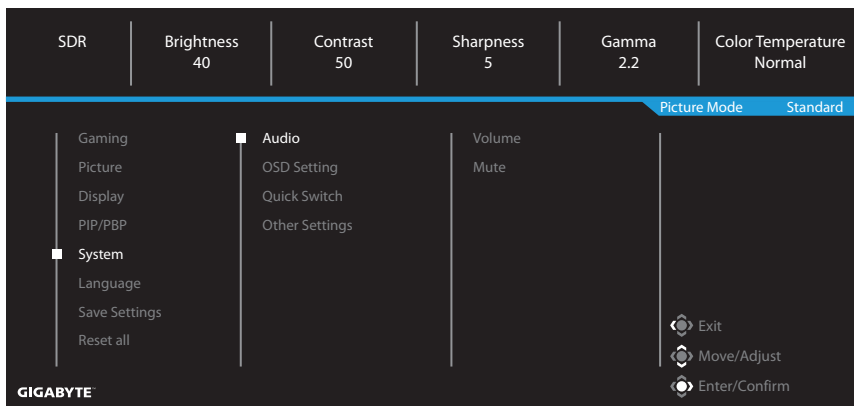 SDR Brightness Contrast Sharpness Gamma Color Temperature
40 50 5 2.2 Normal
Picture Mode Standard
Gaming Audio Volume
Picture OSD Setting Mute
Display Quick Switch
PIP/PBP Other Settings
System
Language
Save Settings
Exit
Reset all
Move/Adjust
GIGABYTE™ Enter/Confirm